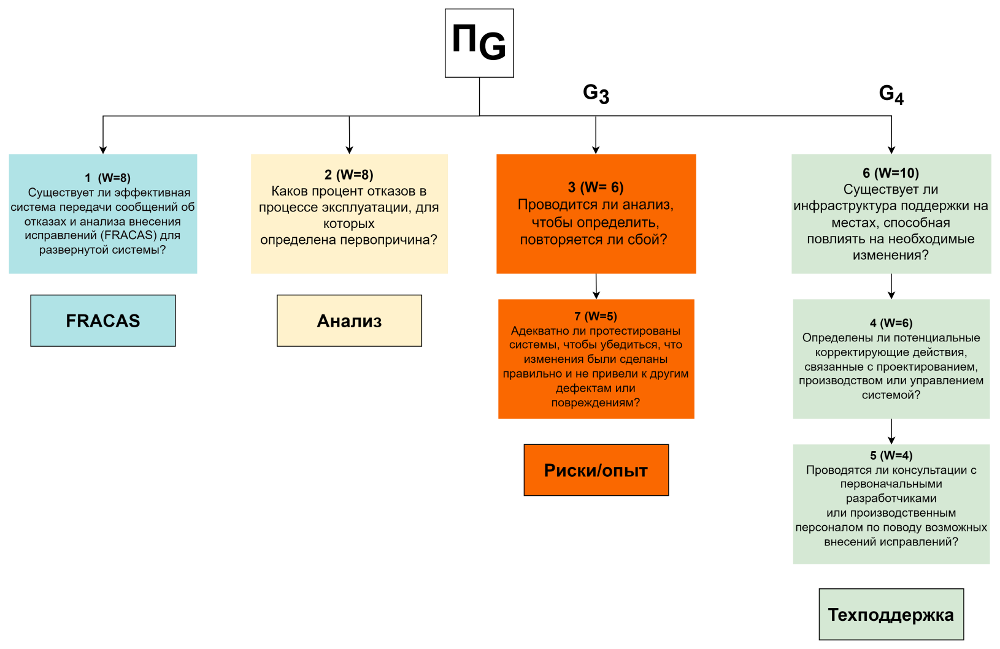 ПG
G3
G4
1 (W=8)
Существует ли эффективная
система передачи сообщений об
отказах и анализа внесения
исправлений (FRACAS) для
развернутой системы?
2 (W=8)
Каков процент отказов в
процессе эксплуатации, для
которых
определена первопричина?
3 (W= 6)
Проводится ли анализ,
чтобы определить,
повторяется ли сбой?
6 (W=10)
Существует ли
инфраструктура поддержки на
местах, способная
повлиять на необходимые
изменения?
FRACAS
Анализ
7 (W=5)
Адекватно ли протестированы
системы, чтобы убедиться, что
изменения были сделаны
правильно и не привели к другим
дефектам или
повреждениям?
4 (W=6)
Определены ли потенциальные
корректирующие действия,
связанные с проектированием,
производством или управлением
системой?
Риски/опыт
5 (W=4)
Проводятся ли консультации с
первоначальными
разработчиками
или производственным
персоналом по поводу возможных
внесений исправлений?
Техподдержка